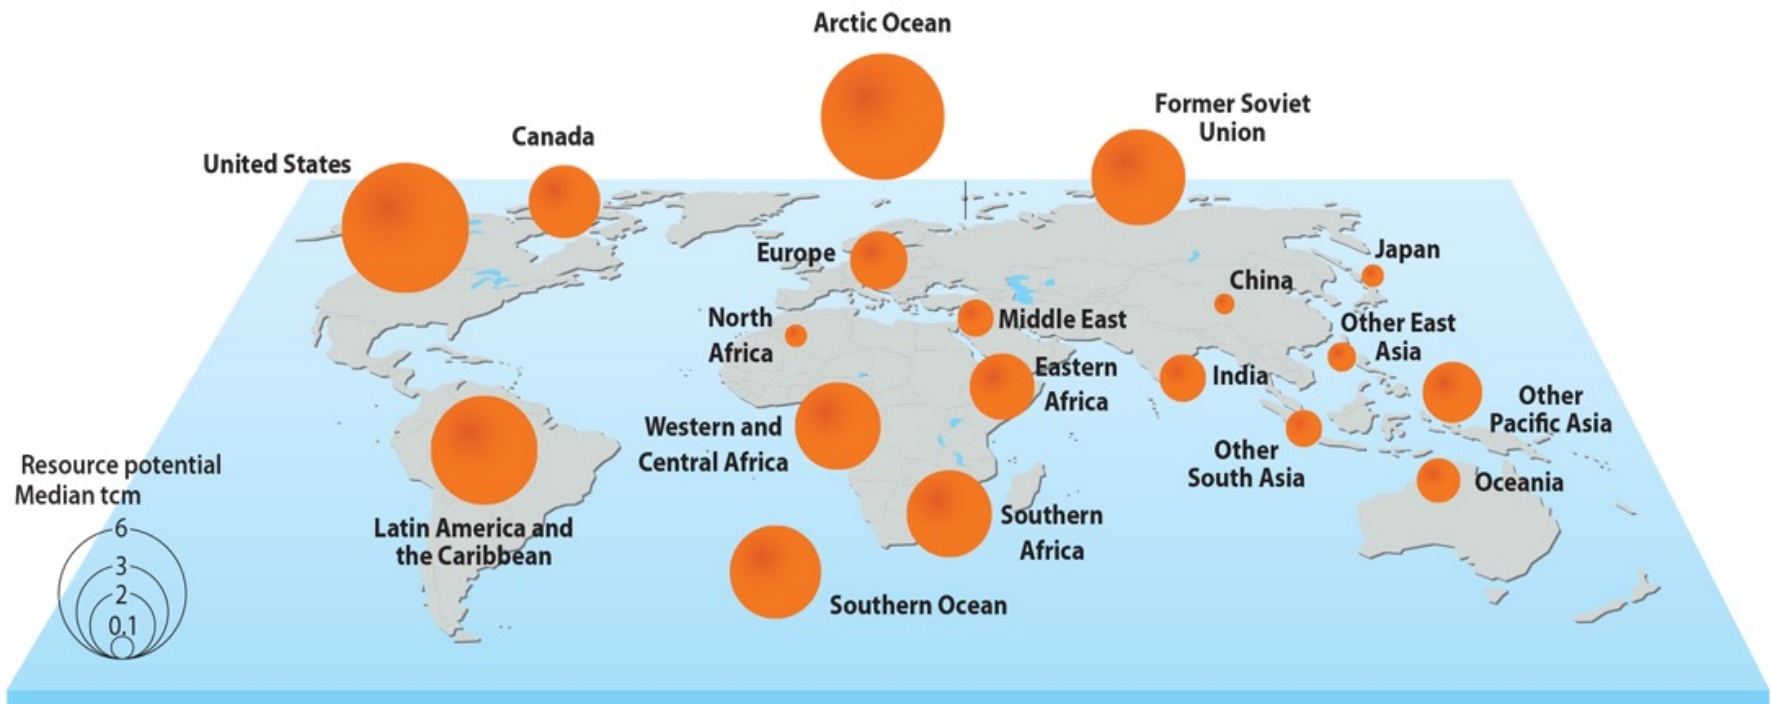 Arctic Ocean
Former Soviet
Union
Canada
United States
Europe
Japan
China
North
Africa
Middle East
Other East
Asia
Eastern
Africa
India
Other
Pacific Asia
Western and
Central Africa
Other
South Asia
Oceania
Resource potential
Median tcm
6
3
2
0.1
Latin America and
the Caribbean
Southern
Africa
Southern Ocean